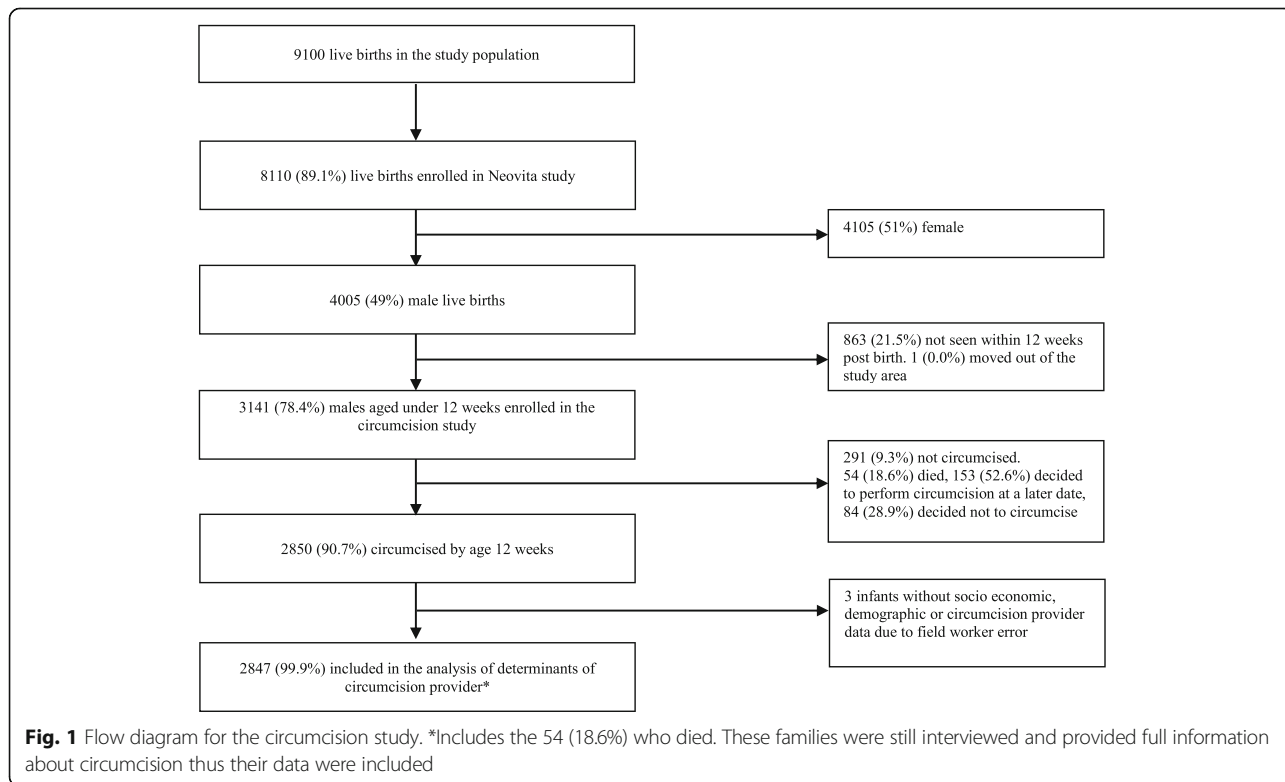 9100 live births in the study population
8110 (89.1%) live births enrolled in Neovita study
4105 (51%) female
4005 (49%) male live births
863 (21.5%) not seen within 12 weeks
post birth. 1 (0.0%) moved out of the
study area
3141 (78.4%) males aged under 12 weeks enrolled in the
circumcision study
291 (9.3%) not circumcised.
54 (18.6%) died, 153 (52.6%) decided
to perform circumcision at a later date,
84 (28.9%) decided not to circumcise
2850 (90.7%) circumcised by age 12 weeks
3 infants without socio economic,
demographic or circumcision provider
data due to field worker error
2847 (99.9%) included in the analysis of determinants of
circumcision provider*
Fig. 1 Flow diagram for the circumcision study. *Includes the 54 (18.6%) who died. These families were still interviewed and provided full information
about circumcision thus their data were included